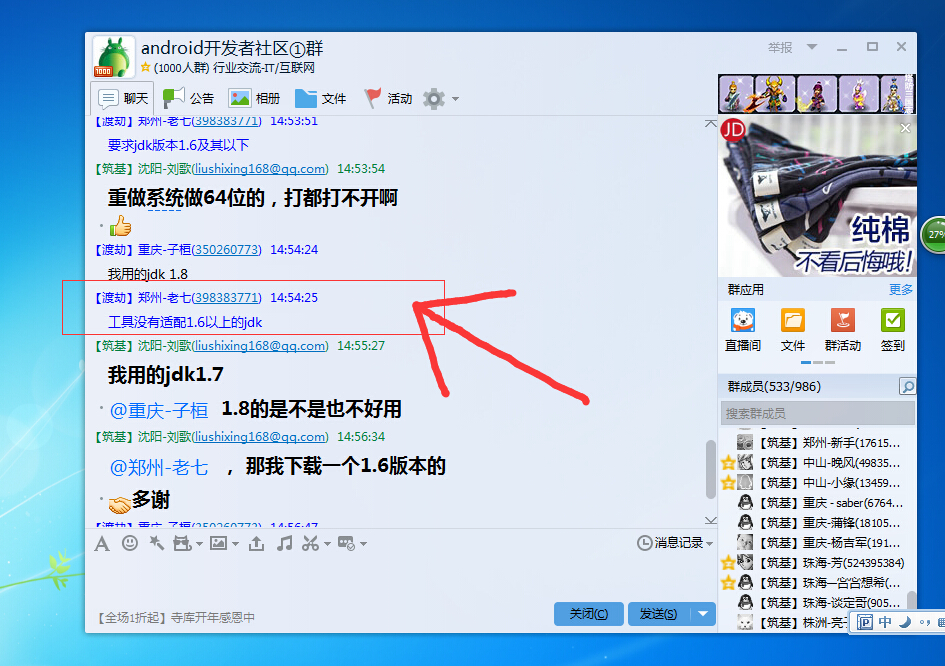 android开发者社区①群
(1000人群) 行业交流-IT/互联网
1000
举报
聊天
公告
相册
文件
活动
【渡劫】郑州-老七(398383771) 14:53:51
要求jdk版本1.6及其以下
【筑基】沈阳-刘歌(liushixing168@qq.com) 14:53:54
重做系统做64位的，打都打不开啊
【渡劫】重庆-子桓(350260773) 14:54:24
我用的jdk 1.8
【渡劫】郑州-老七(398383771) 14:54:25
工具没有适配1.6以上的jdk
【筑基】沈阳-刘歌(liushixing168@qq.com) 14:55:27
我用的jdk1.7
@重庆-子桓 1.8的是不是也不好用
【筑基】沈阳-刘歌(liushixing168@qq.com) 14:56:34
@郑州-老七 ，那我下载一个1.6版本的
多谢
【渡劫】重庆-子桓(350260773) 14:56:47
消息记录
【全场1折起】寺库开年感恩中
关闭(C)
发送(S)
JD
纯棉
不看后悔哦!
27%
群应用
更多
直播间
文件
群活动
签到
群成员(533/986)
搜索群成员
【筑基】郑州-新手(17615...
【筑基】中山-晚风(49835...
【筑基】中山-小缘(13459...
【筑基】重庆 - saber(6764...
【筑基】重庆-蒲锋(18105...
【筑基】重庆-杨吉军(191...
【筑基】珠海-芳(524395384)
【筑基】珠海—宫宫想希(...
【筑基】珠海-谈定哥(905...
【筑基】株洲-亮子
中